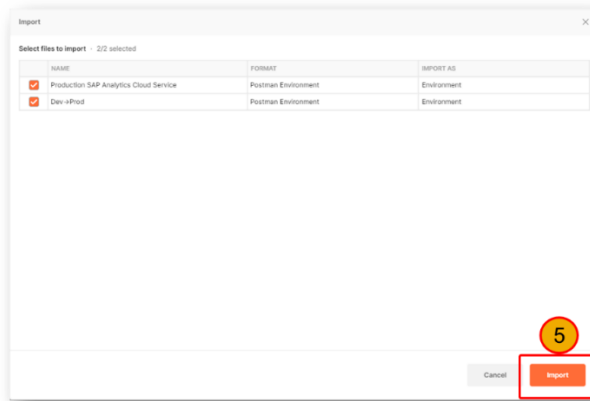 Import
Select files to import - 2/2 selected
NAME FORMAT IMPORT AS
Production SAP Analytics Cloud Service Postman Environment Environment
Dev->Prod Postman Environment Environment
5
Cancel Import